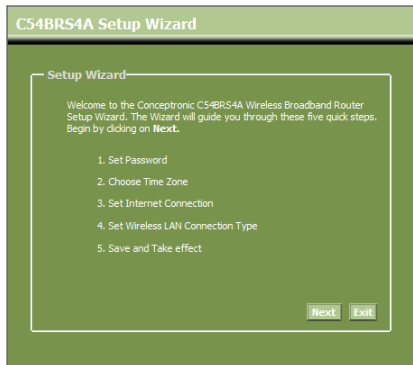 C54BRS4A Setup Wizard
Setup Wizard
Welcome to the Conceptronic C54BRS4A Wireless Broadband Router
Setup Wizard. The Wizard will guide you through these five quick steps.
Begin by clicking on Next.
1. Set Password
2. Choose Time Zone
3. Set Internet Connection
4. Set Wireless LAN Connection Type
5. Save and Take effect
Next Exit